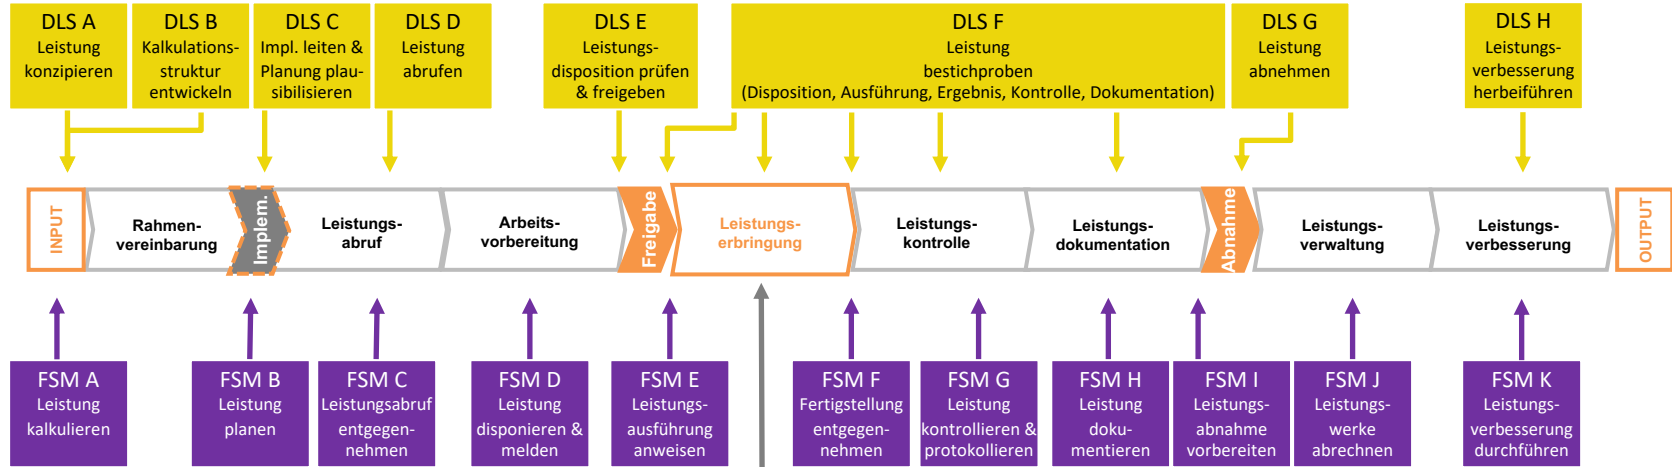 DLS A
Leistung
konzipieren
DLS B
Kalkulations-
struktur
entwickeln
DLS C
Impl. leiten &
Planung plau-
sibilisieren
DLS D
Leistung
abrufen
DLS E
Leistungs-
disposition prüfen
& freigeben
DLS F
Leistung
bestichproben
(Disposition, Ausführung, Ergebnis, Kontrolle, Dokumentation)
DLS G
Leistung
abnehmen
DLS H
Leistungs-
verbesserung
herbeiführen
INPUT
Rahmen-
vereinbarung
Implem.
Leistungs-
abruf
Arbeits-
vorbereitung
Freigabe
Leistungs-
erbringung
Leistungs-
kontrolle
Leistungs-
dokumentation
Abnahme
Leistungs-
verwaltung
Leistungs-
verbesserung
OUTPUT
FSM A
Leistung
kalkulieren
FSM B
Leistung
planen
FSM C
Leistungsabruf
entgegen-
nehmen
FSM D
Leistung
disponieren &
melden
FSM E
Leistungs-
ausführung
anweisen
FSM F
Fertigstellung
entgegen-
nehmen
FSM G
Leistung
kontrollieren &
protokollieren
FSM H
Leistung
doku-
mentieren
FSM I
Leistungs-
abnahme
vorbereiten
FSM J
Leistungs-
werke
abrechnen
FSM K
Leistungs-
verbesserung
durchführen